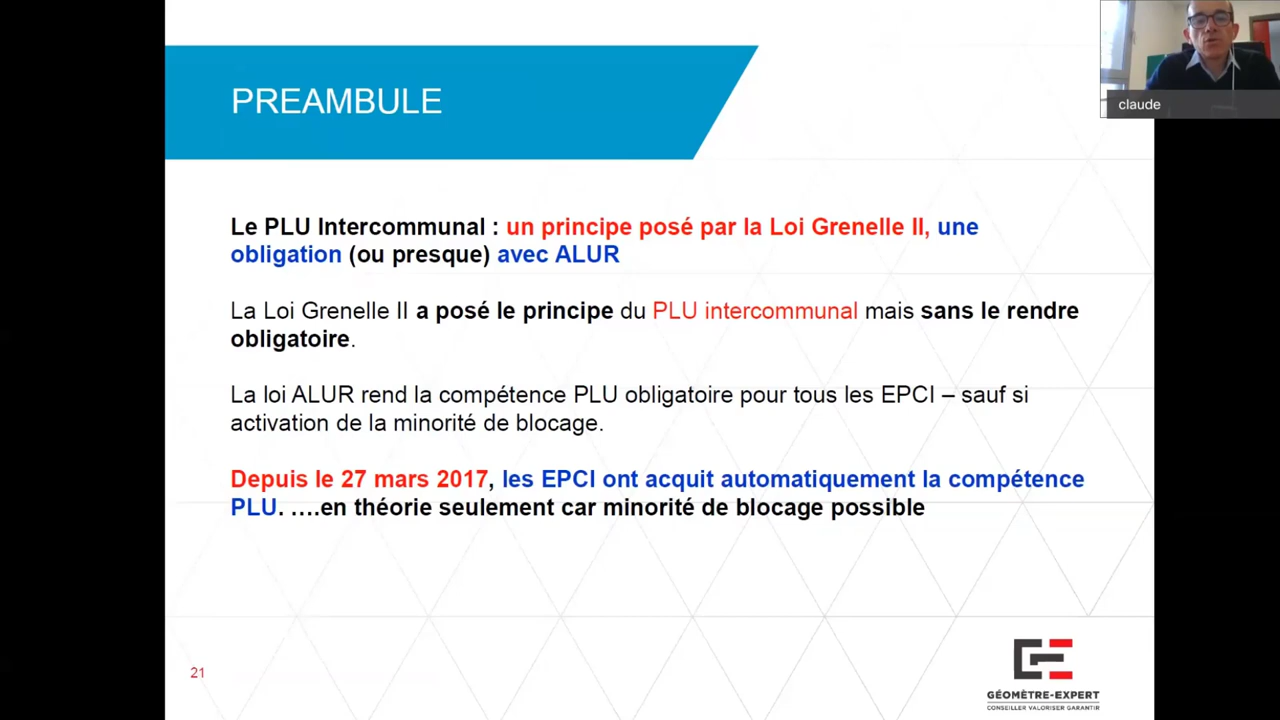 PREAMBULE
claude
Le PLU Intercommunal : un principe posé par la Loi Grenelle II, une
obligation (ou presque) avec ALUR
La Loi Grenelle II a posé le principe du PLU intercommunal mais sans le rendre
obligatoire.
La loi ALUR rend la compétence PLU obligatoire pour tous les EPCI – sauf si
activation de la minorité de blocage.
Depuis le 27 mars 2017, les EPCI ont acquit automatiquement la compétence
PLU. ….en théorie seulement car minorité de blocage possible
21
GÉOMÈTRE-EXPERT
CONSEILLER VALORISER GARANTIR